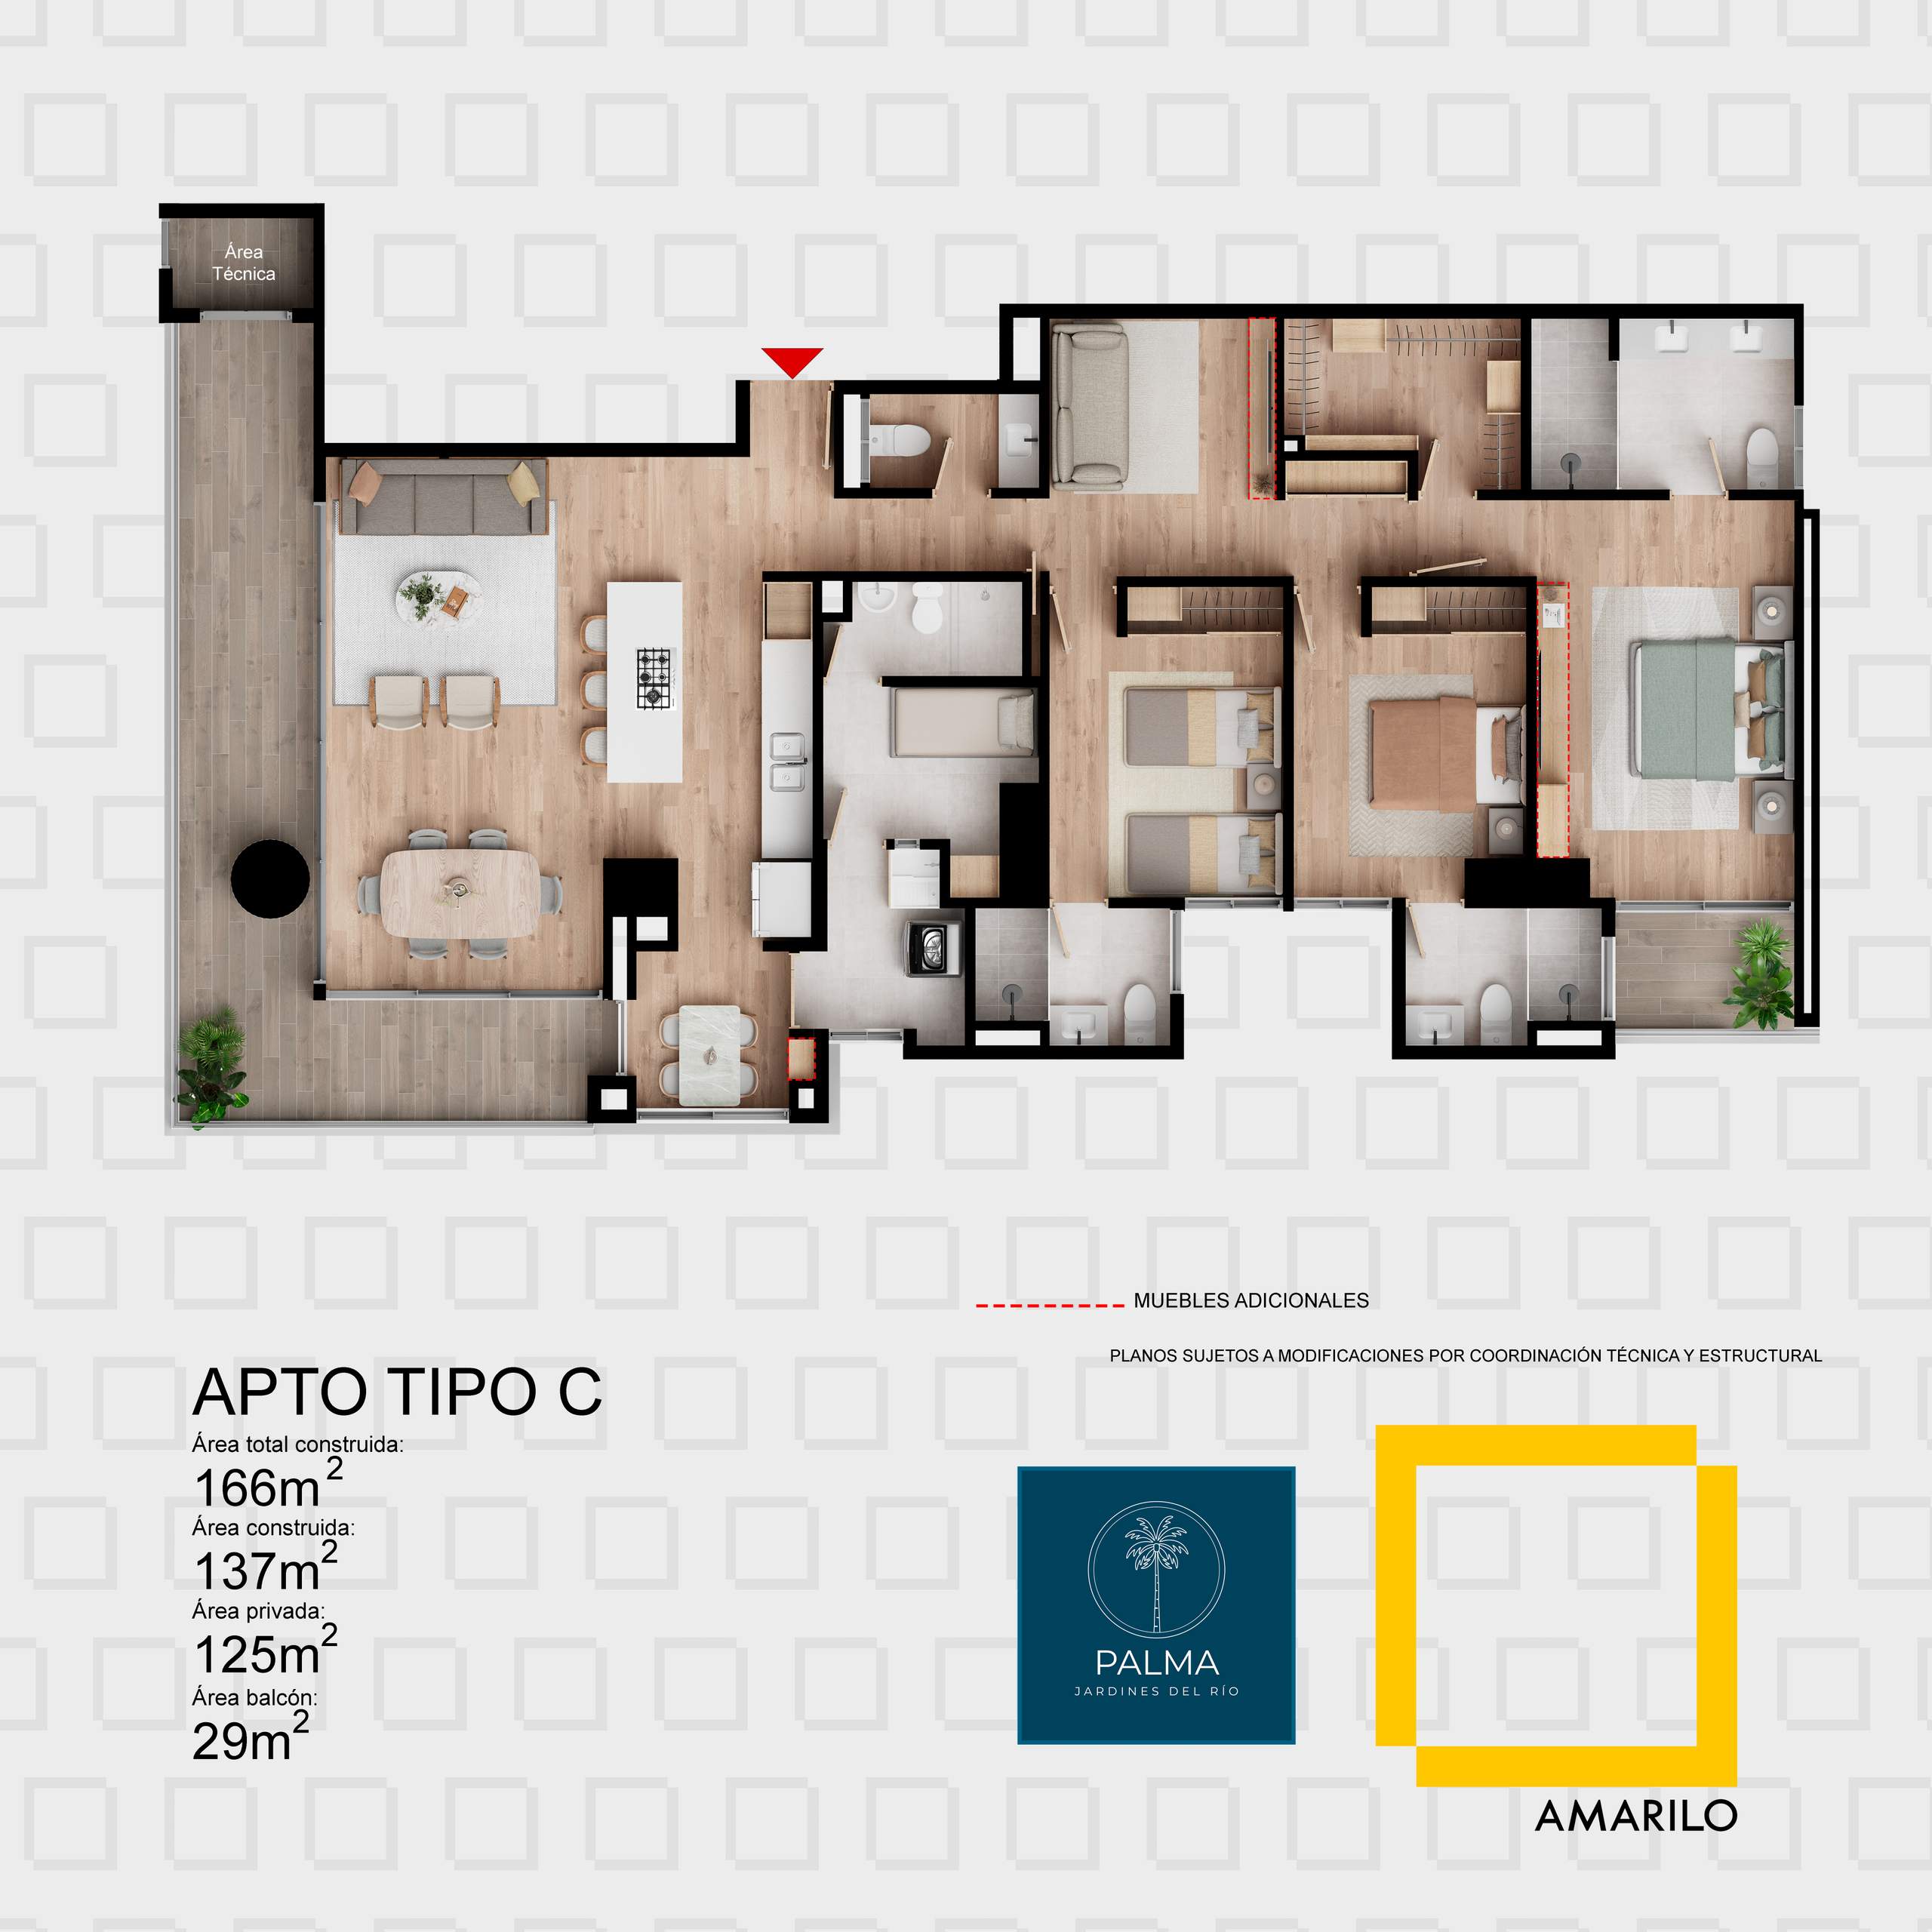 Área
Técnica
MUEBLES ADICIONALES
PLANOS SUJETOS A MODIFICACIONES POR COORDINACIÓN TÉCNICA Y ESTRUCTURAL
APTO TIPO C
Área total construida:
166m²
Área construida:
137m²
Área privada:
125m²
Área balcón:
29m²
PALMA
JARDINES DEL RÍO
AMARILO